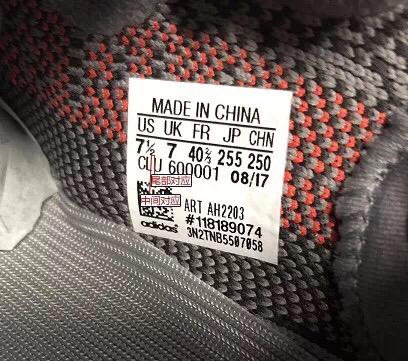 MADE IN CHINA
US UK FR JP CHN
7½ 7 40⅔ 255 250
CLU 600001 08/17
尾部对应
中间对应
ART AH2203
#118189074
adidas 3N2TNB5507058